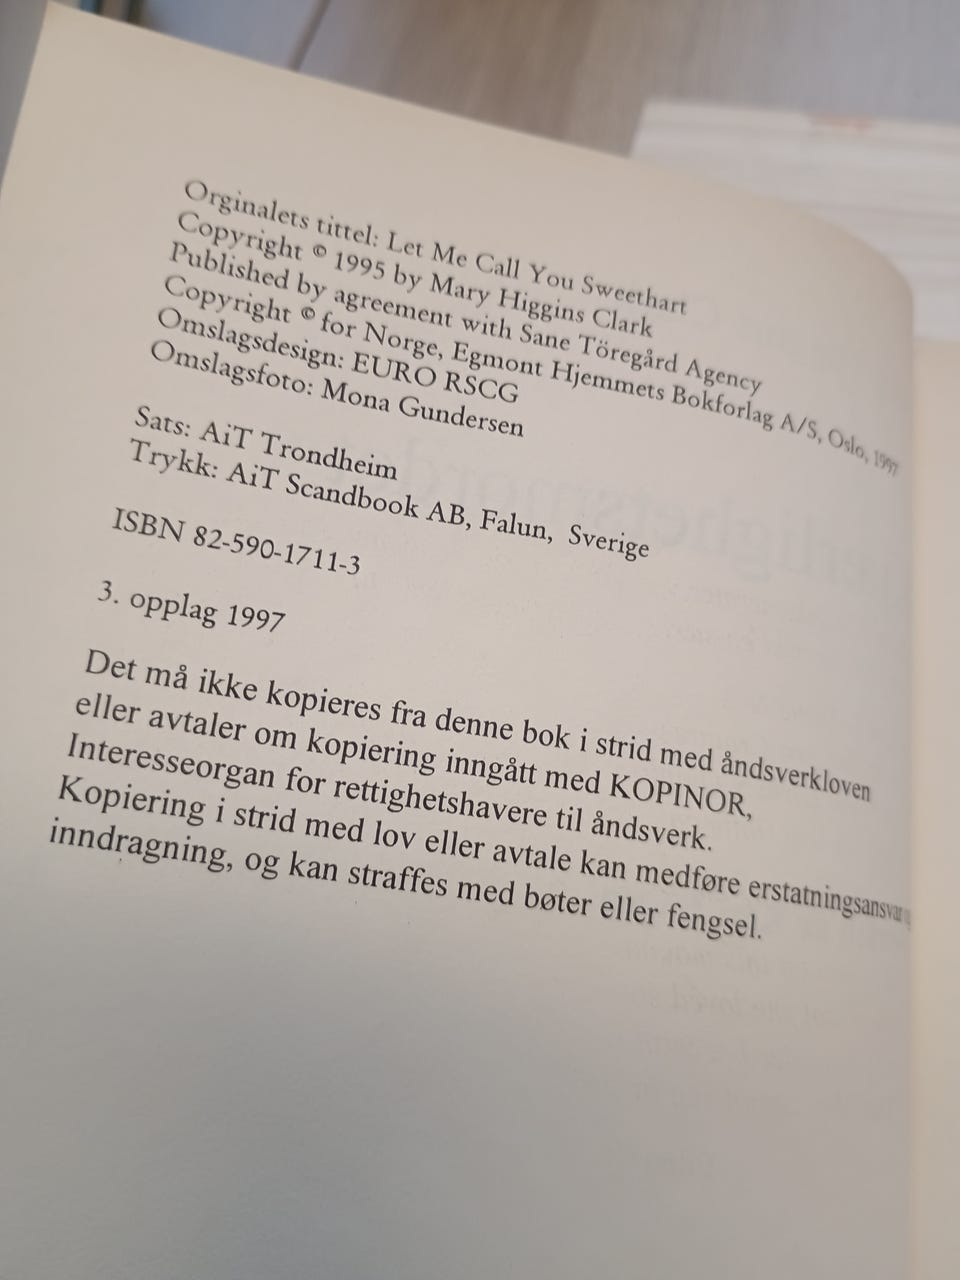 Orginalets tittel: Let Me Call You Sweethart
Copyright © 1995 by Mary Higgins Clark
Published by agreement with Sane Töregård Agency
Copyright © for Norge, Egmont Hjemmets Bokforlag A/S, Oslo, 1997
Omslagsdesign: EURO RSCG
Omslagsfoto: Mona Gundersen
Sats: AiT Trondheim
Trykk: AiT Scandbook AB, Falun, Sverige
ISBN 82-590-1711-3
3. opplag 1997
Det må ikke kopieres fra denne bok i strid med åndsverkloven
eller avtaler om kopiering inngått med KOPINOR,
Interesseorgan for rettighetshavere til åndsverk.
Kopiering i strid med lov eller avtale kan medføre erstatningsansvar
inndragning, og kan straffes med bøter eller fengsel.